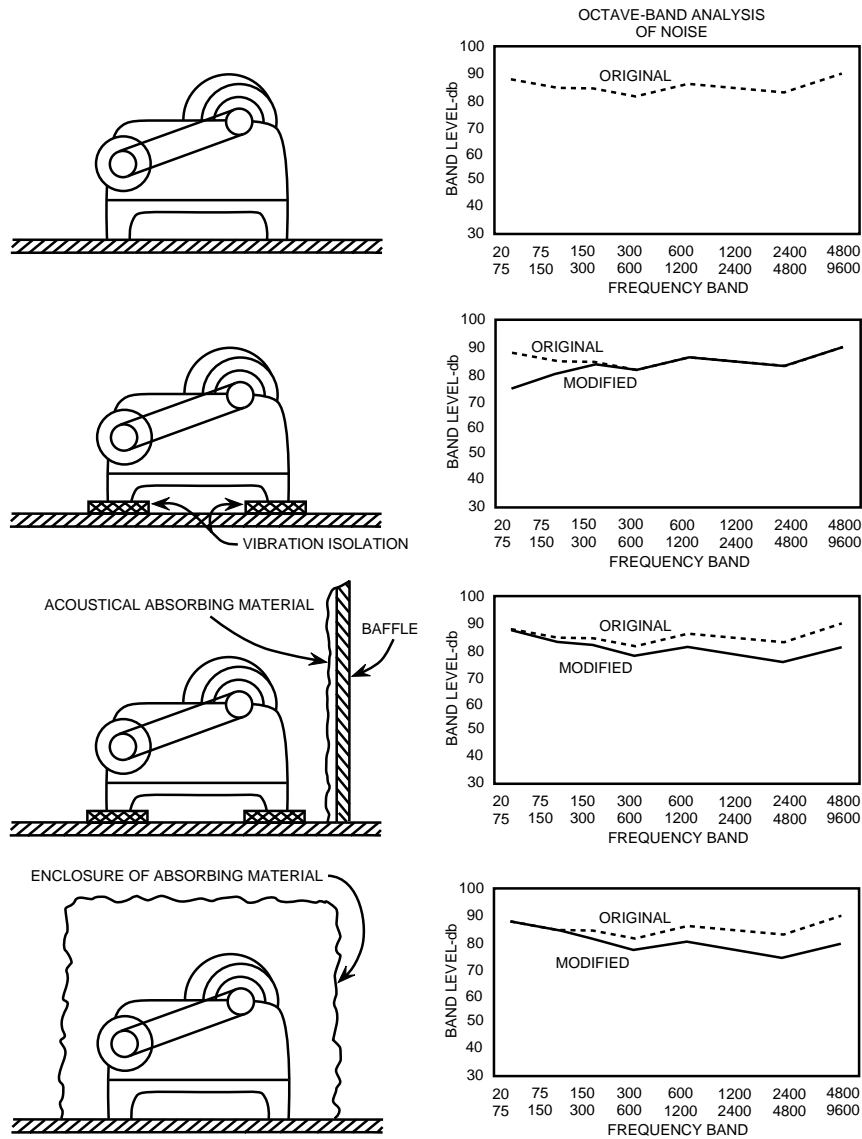 OCTAVE-BAND ANALYSIS
OF NOISE
100
90
80
70
60
50
40
30
BAND LEVEL-db
ORIGINAL
20 75 150 300 600 1200 2400 4800
75 150 300 600 1200 2400 4800 9600
FREQUENCY BAND
VIBRATION ISOLATION
100
90
80
70
60
50
40
30
BAND LEVEL-db
ORIGINAL
MODIFIED
20 75 150 300 600 1200 2400 4800
75 150 300 600 1200 2400 4800 9600
FREQUENCY BAND
ACOUSTICAL ABSORBING MATERIAL
BAFFLE
100
90
80
70
60
50
40
30
BAND LEVEL-db
ORIGINAL
MODIFIED
20 75 150 300 600 1200 2400 4800
75 150 300 600 1200 2400 4800 9600
FREQUENCY BAND
ENCLOSURE OF ABSORBING MATERIAL
100
90
80
70
60
50
40
30
BAND LEVEL-db
ORIGINAL
MODIFIED
20 75 150 300 600 1200 2400 4800
75 150 300 600 1200 2400 4800 9600
FREQUENCY BAND